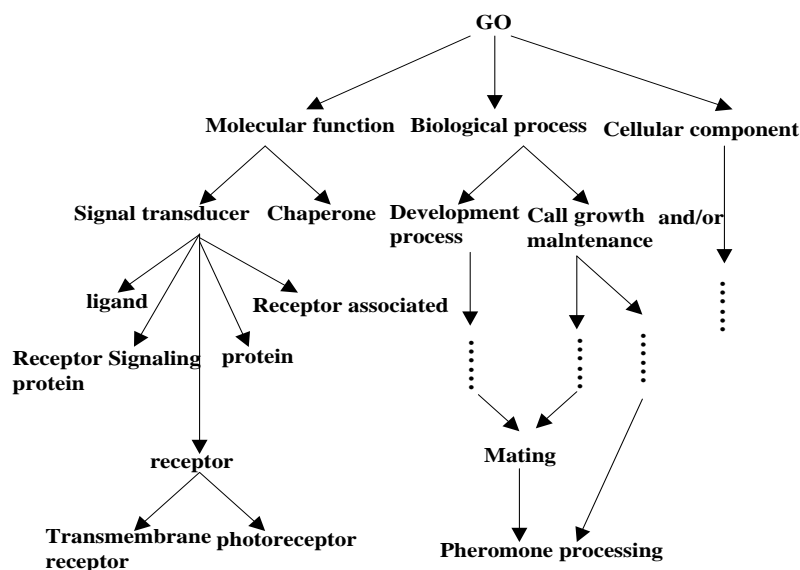 GO
Molecular function
Biological process
Cellular component
Signal transducer
Chaperone
Development
process
Call growth
malntenance
and/or
ligand
Receptor associated
Receptor Signaling
protein
protein
receptor
Mating
Transmembrane
receptor
photoreceptor
Pheromone processing